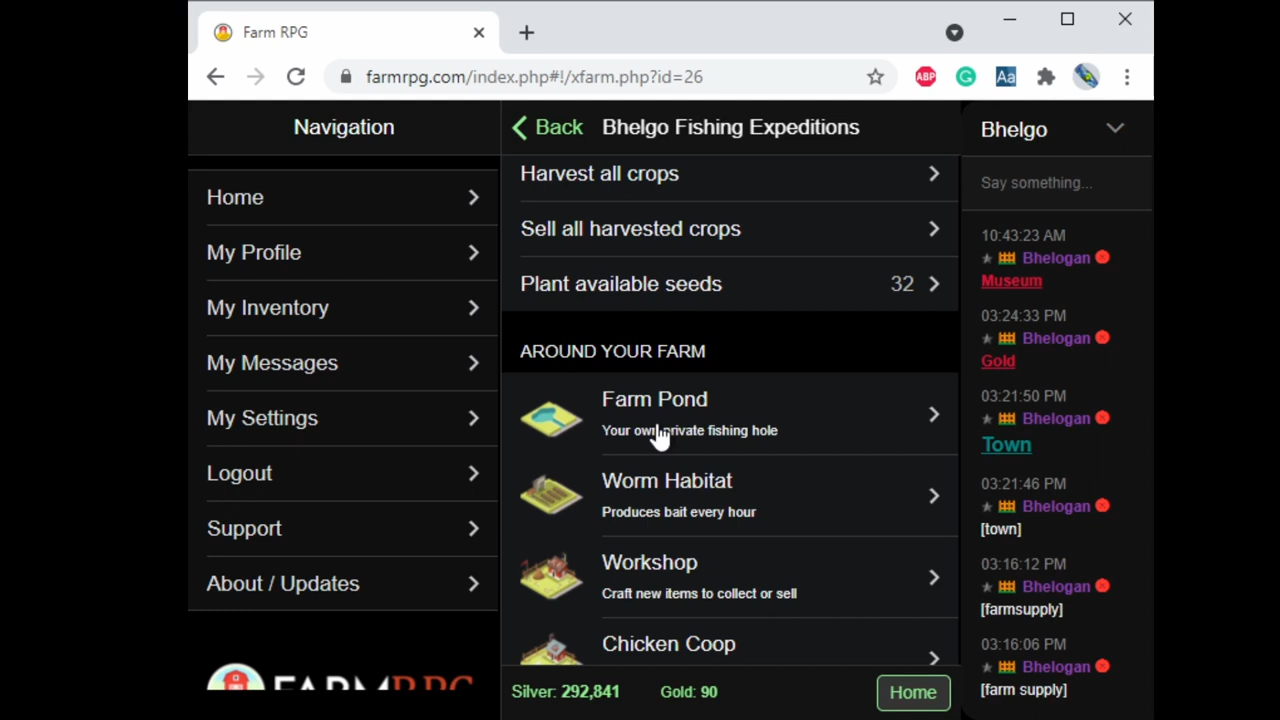 Farm RPG
farmrpg.com/index.php#!/xfarm.php?id=26
ABP
Aa
Navigation
Home
My Profile
My Inventory
My Messages
My Settings
Logout
Support
About / Updates
FARMRPG
Back
Bhelgo Fishing Expeditions
Harvest all crops
Sell all harvested crops
Plant available seeds 32
AROUND YOUR FARM
Farm Pond
Your own private fishing hole
Worm Habitat
Produces bait every hour
Workshop
Craft new items to collect or sell
Chicken Coop
Silver: 292,841 Gold: 90
Home
Bhelgo
Say something...
10:43:23 AM
Bhelogan
Museum
03:24:33 PM
Bhelogan
Gold
03:21:50 PM
Bhelogan
Town
03:21:46 PM
Bhelogan
[town]
03:16:12 PM
Bhelogan
[farmsupply]
03:16:06 PM
Bhelogan
[farm supply]